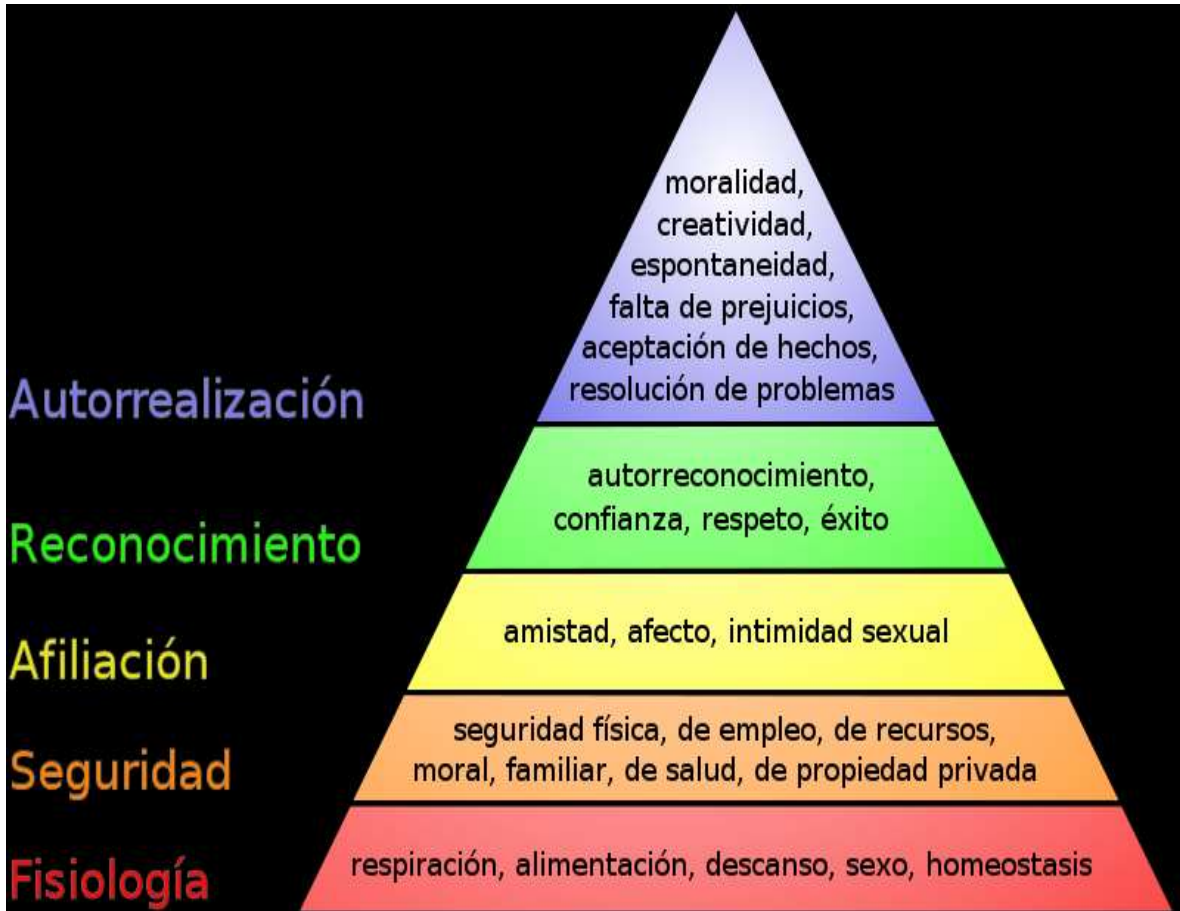 moralidad,
creatividad,
espontaneidad,
falta de prejuicios,
aceptación de hechos,
resolución de problemas
Autorrealización
autorreconocimiento,
confianza, respeto, éxito
Reconocimiento
amistad, afecto, intimidad sexual
Afiliación
seguridad física, de empleo, de recursos,
moral, familiar, de salud, de propiedad privada
Seguridad
respiración, alimentación, descanso, sexo, homeostasis
Fisiología